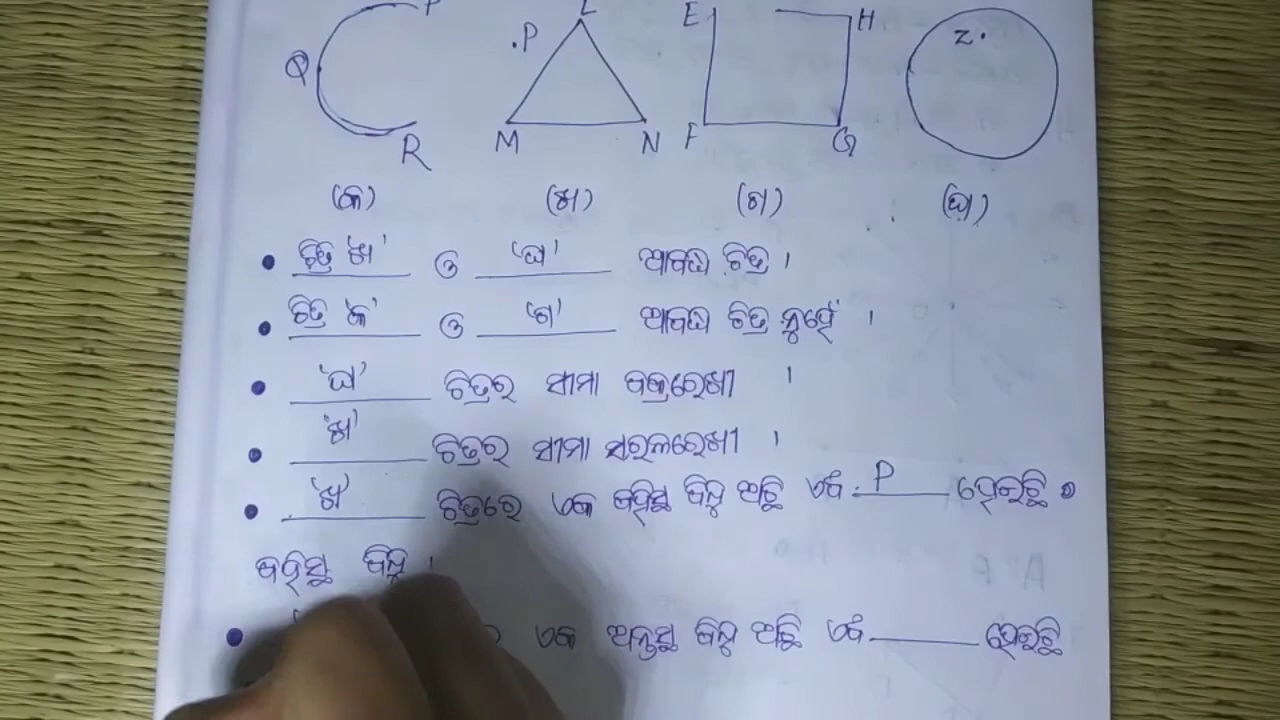 P L E H
Q .P Z.
R M N F G
(କ) (ଖ) (ଗ) (ଘ)
• ଚିତ୍ର 'ଖ' ଓ 'ଘ' ଆବଦ୍ଧ ଚିତ୍ର ।
• ଚିତ୍ର 'କ' ଓ 'ଗ' ଆବଦ୍ଧ ଚିତ୍ର ନୁହେଁ ।
• 'ଘ' ଚିତ୍ରର ସୀମା ବକ୍ରରେଖୀ ।
• 'ଖ' ଚିତ୍ରର ସୀମା ସରଳରେଖୀ ।
• 'ଖ' ଚିତ୍ରରେ ଏକ ବହିସ୍ଥ ବିନ୍ଦୁ ଅଛି ଏବଂ P ହେଉଛି
ବହିସ୍ଥ ବିନ୍ଦୁ ।
• ଏକ ଅନ୍ତସ୍ଥ ବିନ୍ଦୁ ଅଛି ଏବଂ ______ ହେଉଛି